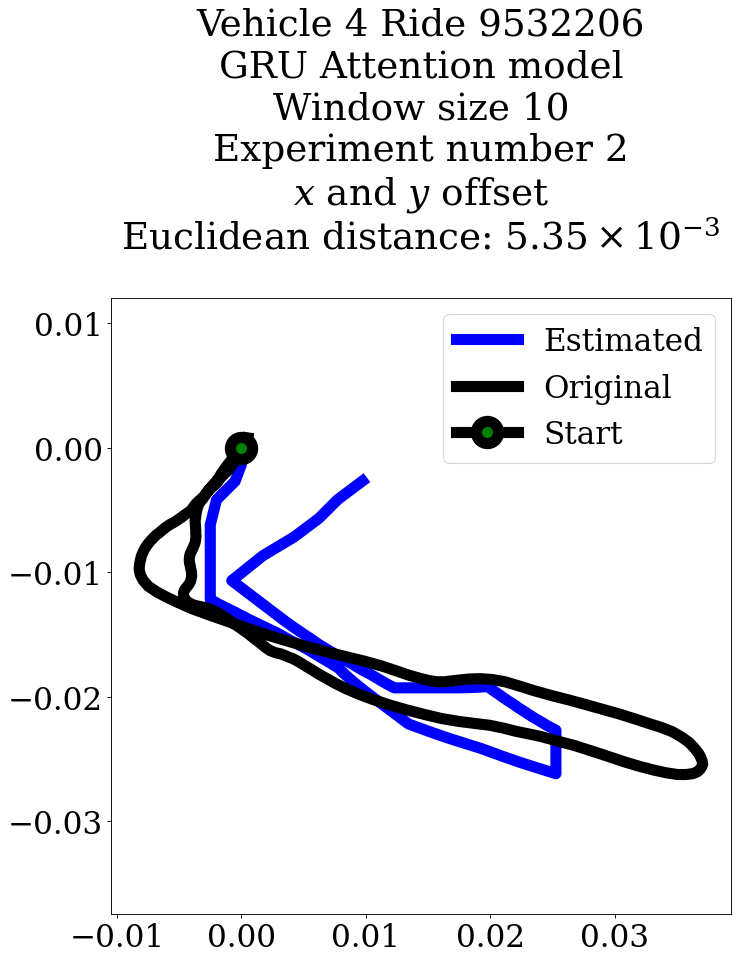 Vehicle 4 Ride 9532206
GRU Attention model
Window size 10
Experiment number 2
x and y offset
Euclidean distance: 5.35 × 10⁻³
Estimated
Original
Start
0.01
0.00
−0.01
−0.02
−0.03
−0.01 0.00 0.01 0.02 0.03